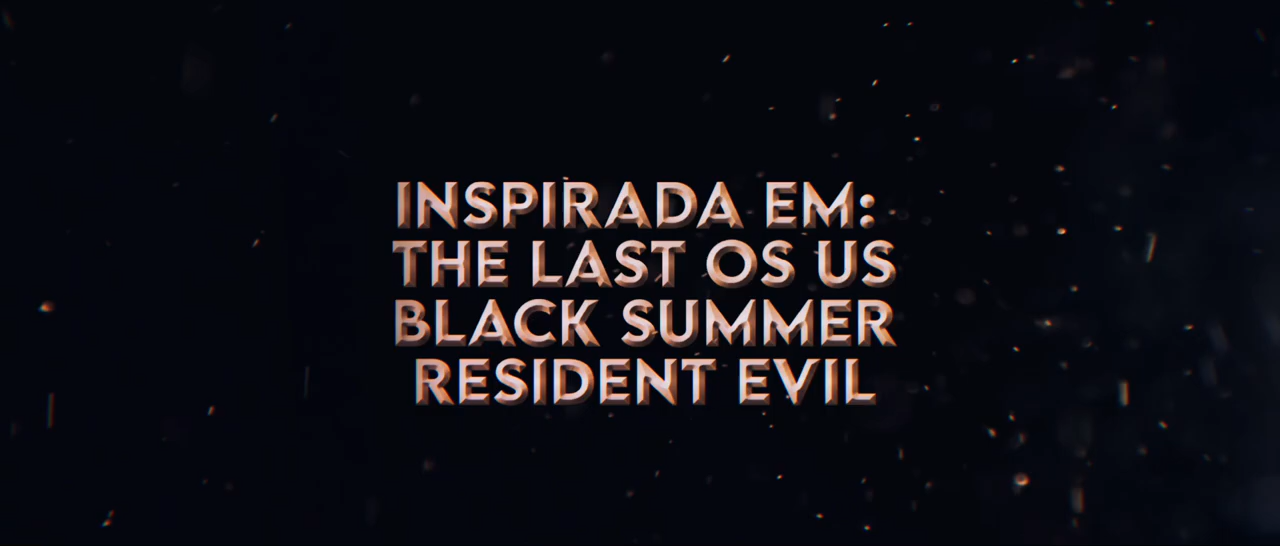 INSPIRADA EM:
THE LAST OS US
BLACK SUMMER
RESIDENT EVIL